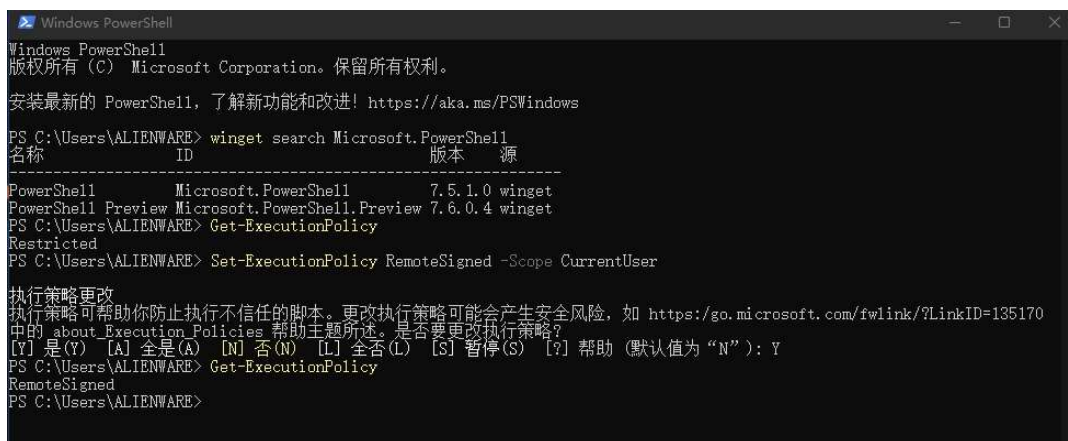 Windows PowerShell
Windows PowerShell
版权所有 (C) Microsoft Corporation。保留所有权利。
安装最新的 PowerShell，了解新功能和改进！https://aka.ms/PSWindows
PS C:\Users\ALIENWARE> winget search Microsoft.PowerShell
名称 ID 版本 源
-----------------------------------------------------------
PowerShell Microsoft.PowerShell 7.5.1.0 winget
PowerShell Preview Microsoft.PowerShell.Preview 7.6.0.4 winget
PS C:\Users\ALIENWARE> Get-ExecutionPolicy
Restricted
PS C:\Users\ALIENWARE> Set-ExecutionPolicy RemoteSigned -Scope CurrentUser
执行策略更改
执行策略可帮助你防止执行不信任的脚本。更改执行策略可能会产生安全风险，如 https:/go.microsoft.com/fwlink/?LinkID=135170
中的 about_Execution_Policies 帮助主题所述。是否要更改执行策略?
[Y] 是(Y) [A] 全是(A) [N] 否(N) [L] 全否(L) [S] 暂停(S) [?] 帮助 (默认值为“N”): Y
PS C:\Users\ALIENWARE> Get-ExecutionPolicy
RemoteSigned
PS C:\Users\ALIENWARE>